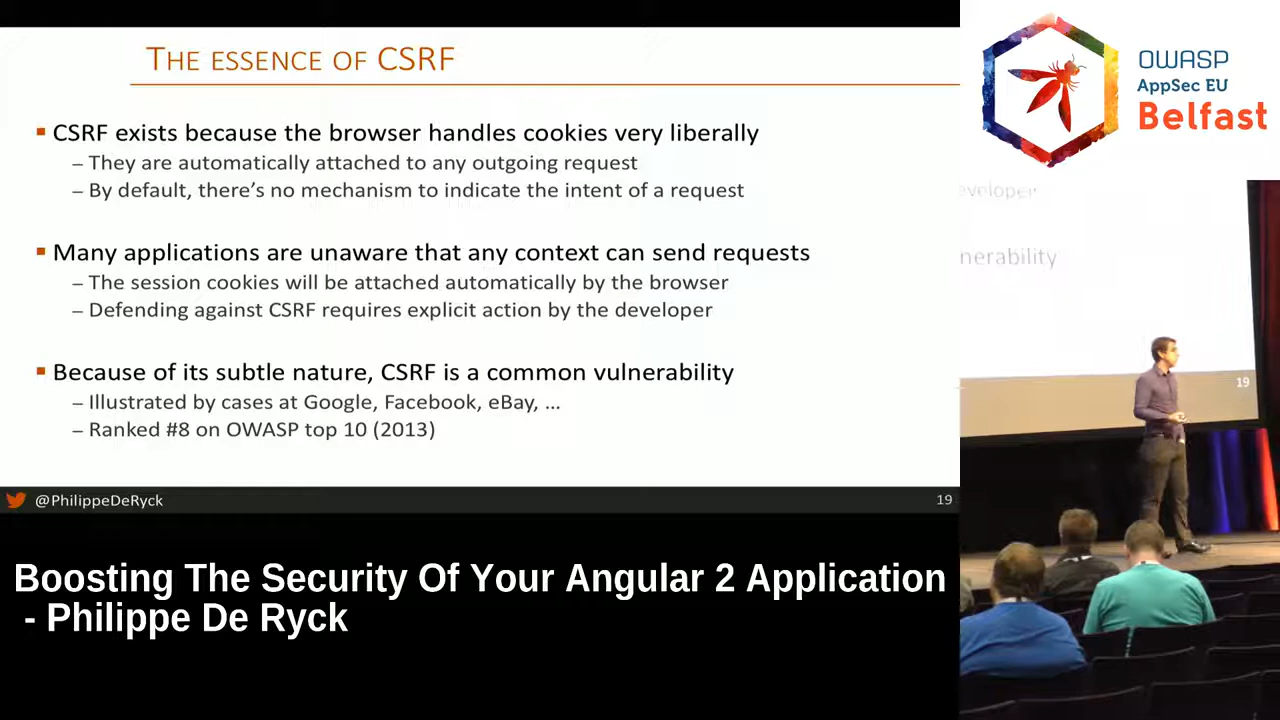 THE ESSENCE OF CSRF
▪ CSRF exists because the browser handles cookies very liberally
– They are automatically attached to any outgoing request
– By default, there's no mechanism to indicate the intent of a request
▪ Many applications are unaware that any context can send requests
– The session cookies will be attached automatically by the browser
– Defending against CSRF requires explicit action by the developer
▪ Because of its subtle nature, CSRF is a common vulnerability
– Illustrated by cases at Google, Facebook, eBay, ...
– Ranked #8 on OWASP top 10 (2013)
@PhilippeDeRyck
19
OWASP
AppSec EU
Belfast
eveloper
nerability
19
Boosting The Security Of Your Angular 2 Application
- Philippe De Ryck